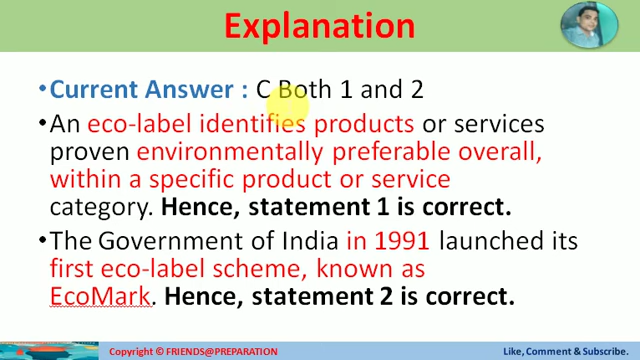 Explanation
•Current Answer : C Both 1 and 2
•An eco-label identifies products or services
proven environmentally preferable overall,
within a specific product or service
category. Hence, statement 1 is correct.
•The Government of India in 1991 launched its
first eco-label scheme, known as
EcoMark. Hence, statement 2 is correct.
Copyright © FRIENDS@PREPARATION
Like, Comment & Subscribe.